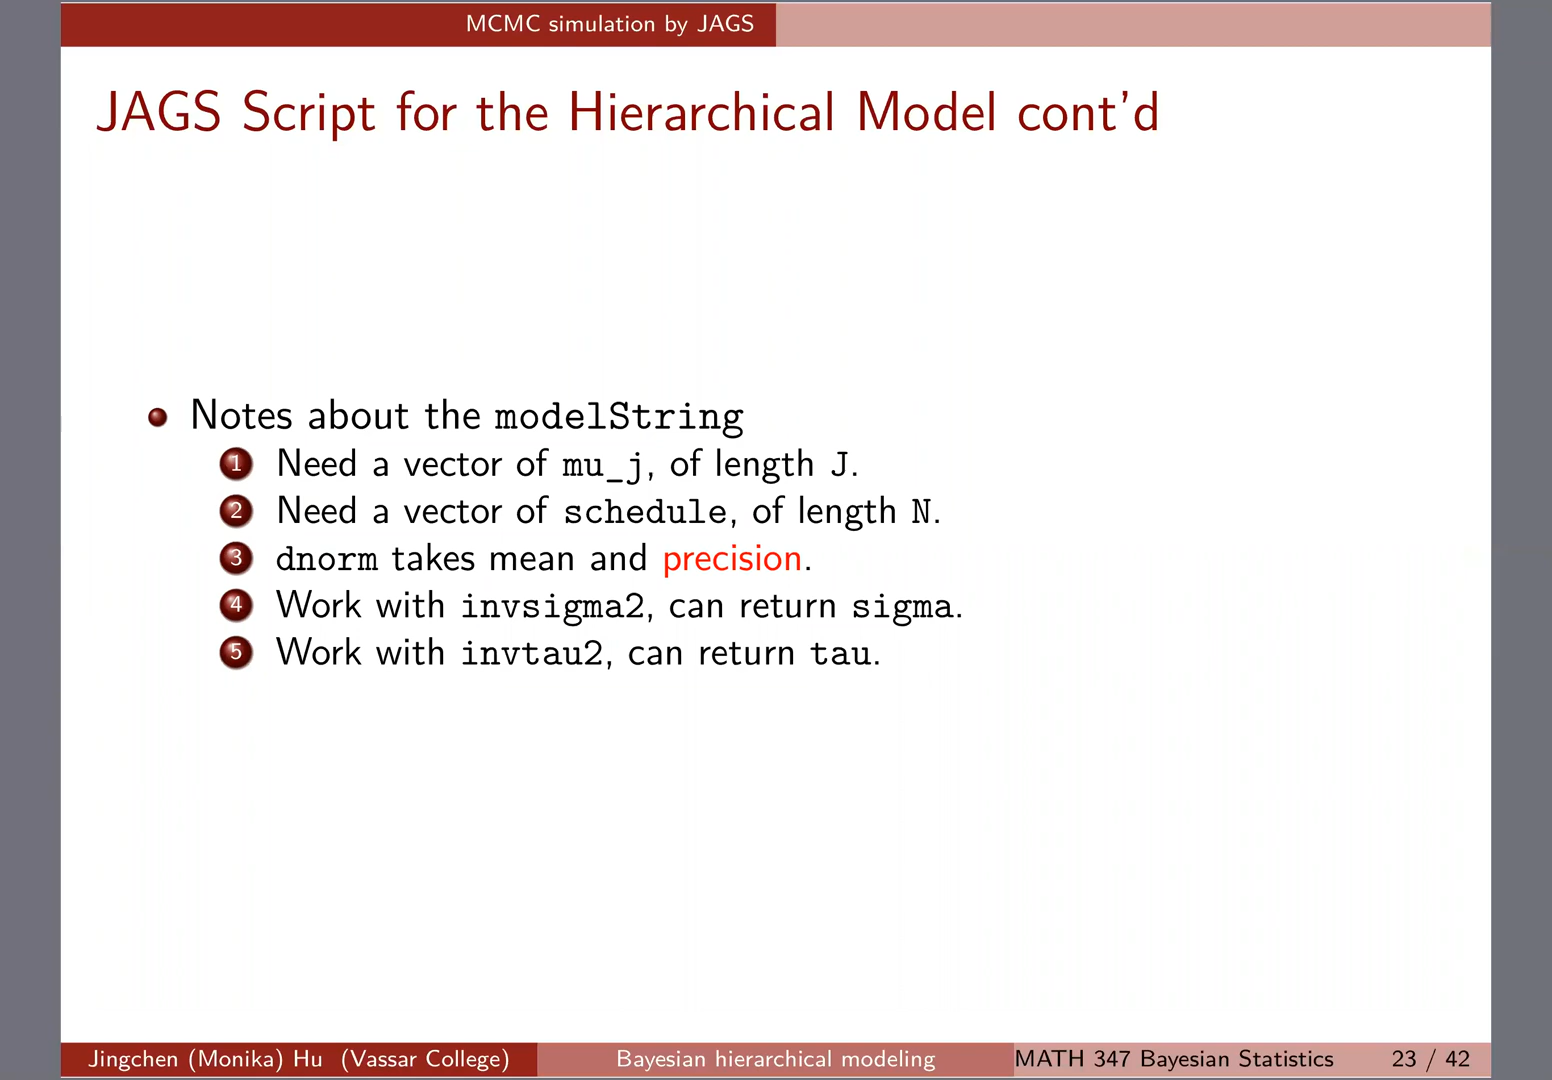 MCMC simulation by JAGS
JAGS Script for the Hierarchical Model cont'd
Notes about the modelString
1 Need a vector of mu_j, of length J.
2 Need a vector of schedule, of length N.
3 dnorm takes mean and precision.
4 Work with invsigma2, can return sigma.
5 Work with invtau2, can return tau.
Jingchen (Monika) Hu (Vassar College) Bayesian hierarchical modeling MATH 347 Bayesian Statistics 23 / 42